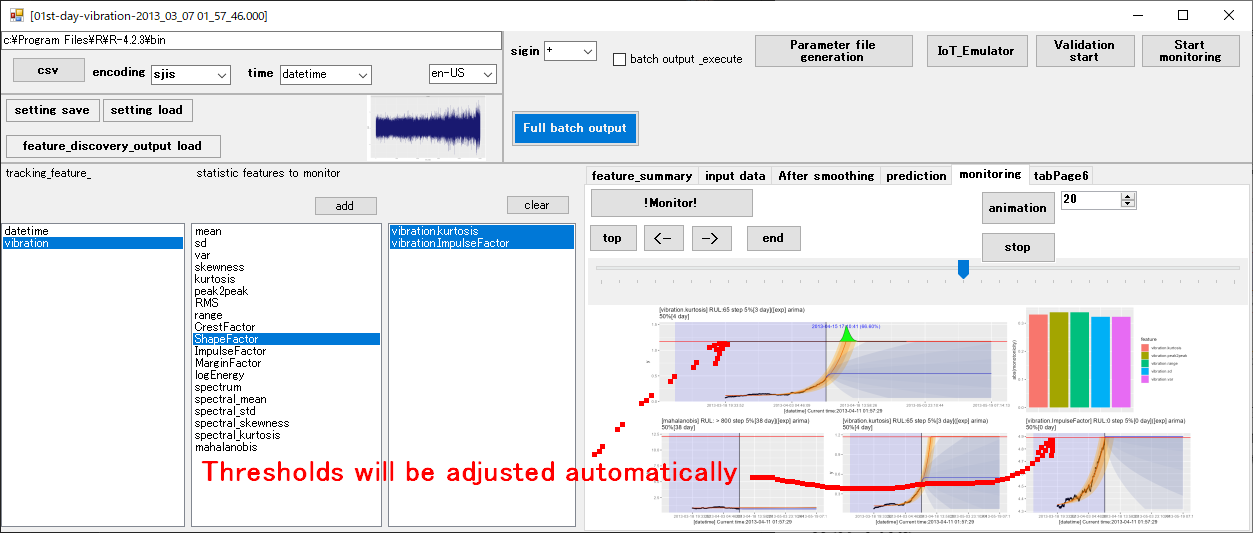 [01st-day-vibration-2013_03_07 01_57_46.000]
c:¥Program Files¥R¥R-4.2.3¥bin
csv
encoding
sjis
time
datetime
en-US
setting save
setting load
feature_discovery_output load
sigin
+
batch output _execute
Parameter file
generation
IoT_Emulator
Validation
start
Start
monitoring
Full batch output
tracking_feature_
statistic features to monitor
add
clear
datetime
vibration
mean
sd
var
skewness
kurtosis
peak2peak
RMS
range
CrestFactor
ShapeFactor
ImpulseFactor
MarginFactor
logEnergy
spectrum
spectral_mean
spectral_std
spectral_skewness
spectral_kurtosis
mahalanobis
vibration.kurtosis
vibration.ImpulseFactor
feature_summary
input data
After smoothing
prediction
monitoring
tabPage6
!Monitor!
animation
20
top
<-
->
end
stop
[vibration.kurtosis] RUL:65 step 5%[3 day]([exp] arima)
50%[4 day]
[datetime] Current time:2013-04-11 01:57:29
abs(monotonicity)
feature
vibration.kurtosis
vibration.peak2peak
vibration.range
vibration.sd
vibration.var
[mahalanobis] RUL: > 800 step 5%[38 day]([exp] arima)
50%[38 day]
[datetime] Current time:2013-04-11 01:57:29
[vibration.kurtosis] RUL:65 step 5%[3 day]([exp] arima)
50%[4 day]
[datetime] Current time:2013-04-11 01:57:29
[vibration.ImpulseFactor] RUL:0 step 5%[0 day]([exp] arima)
50%[0 day]
[datetime] Current time:2013-04-11 01:57:29
Thresholds will be adjusted automatically